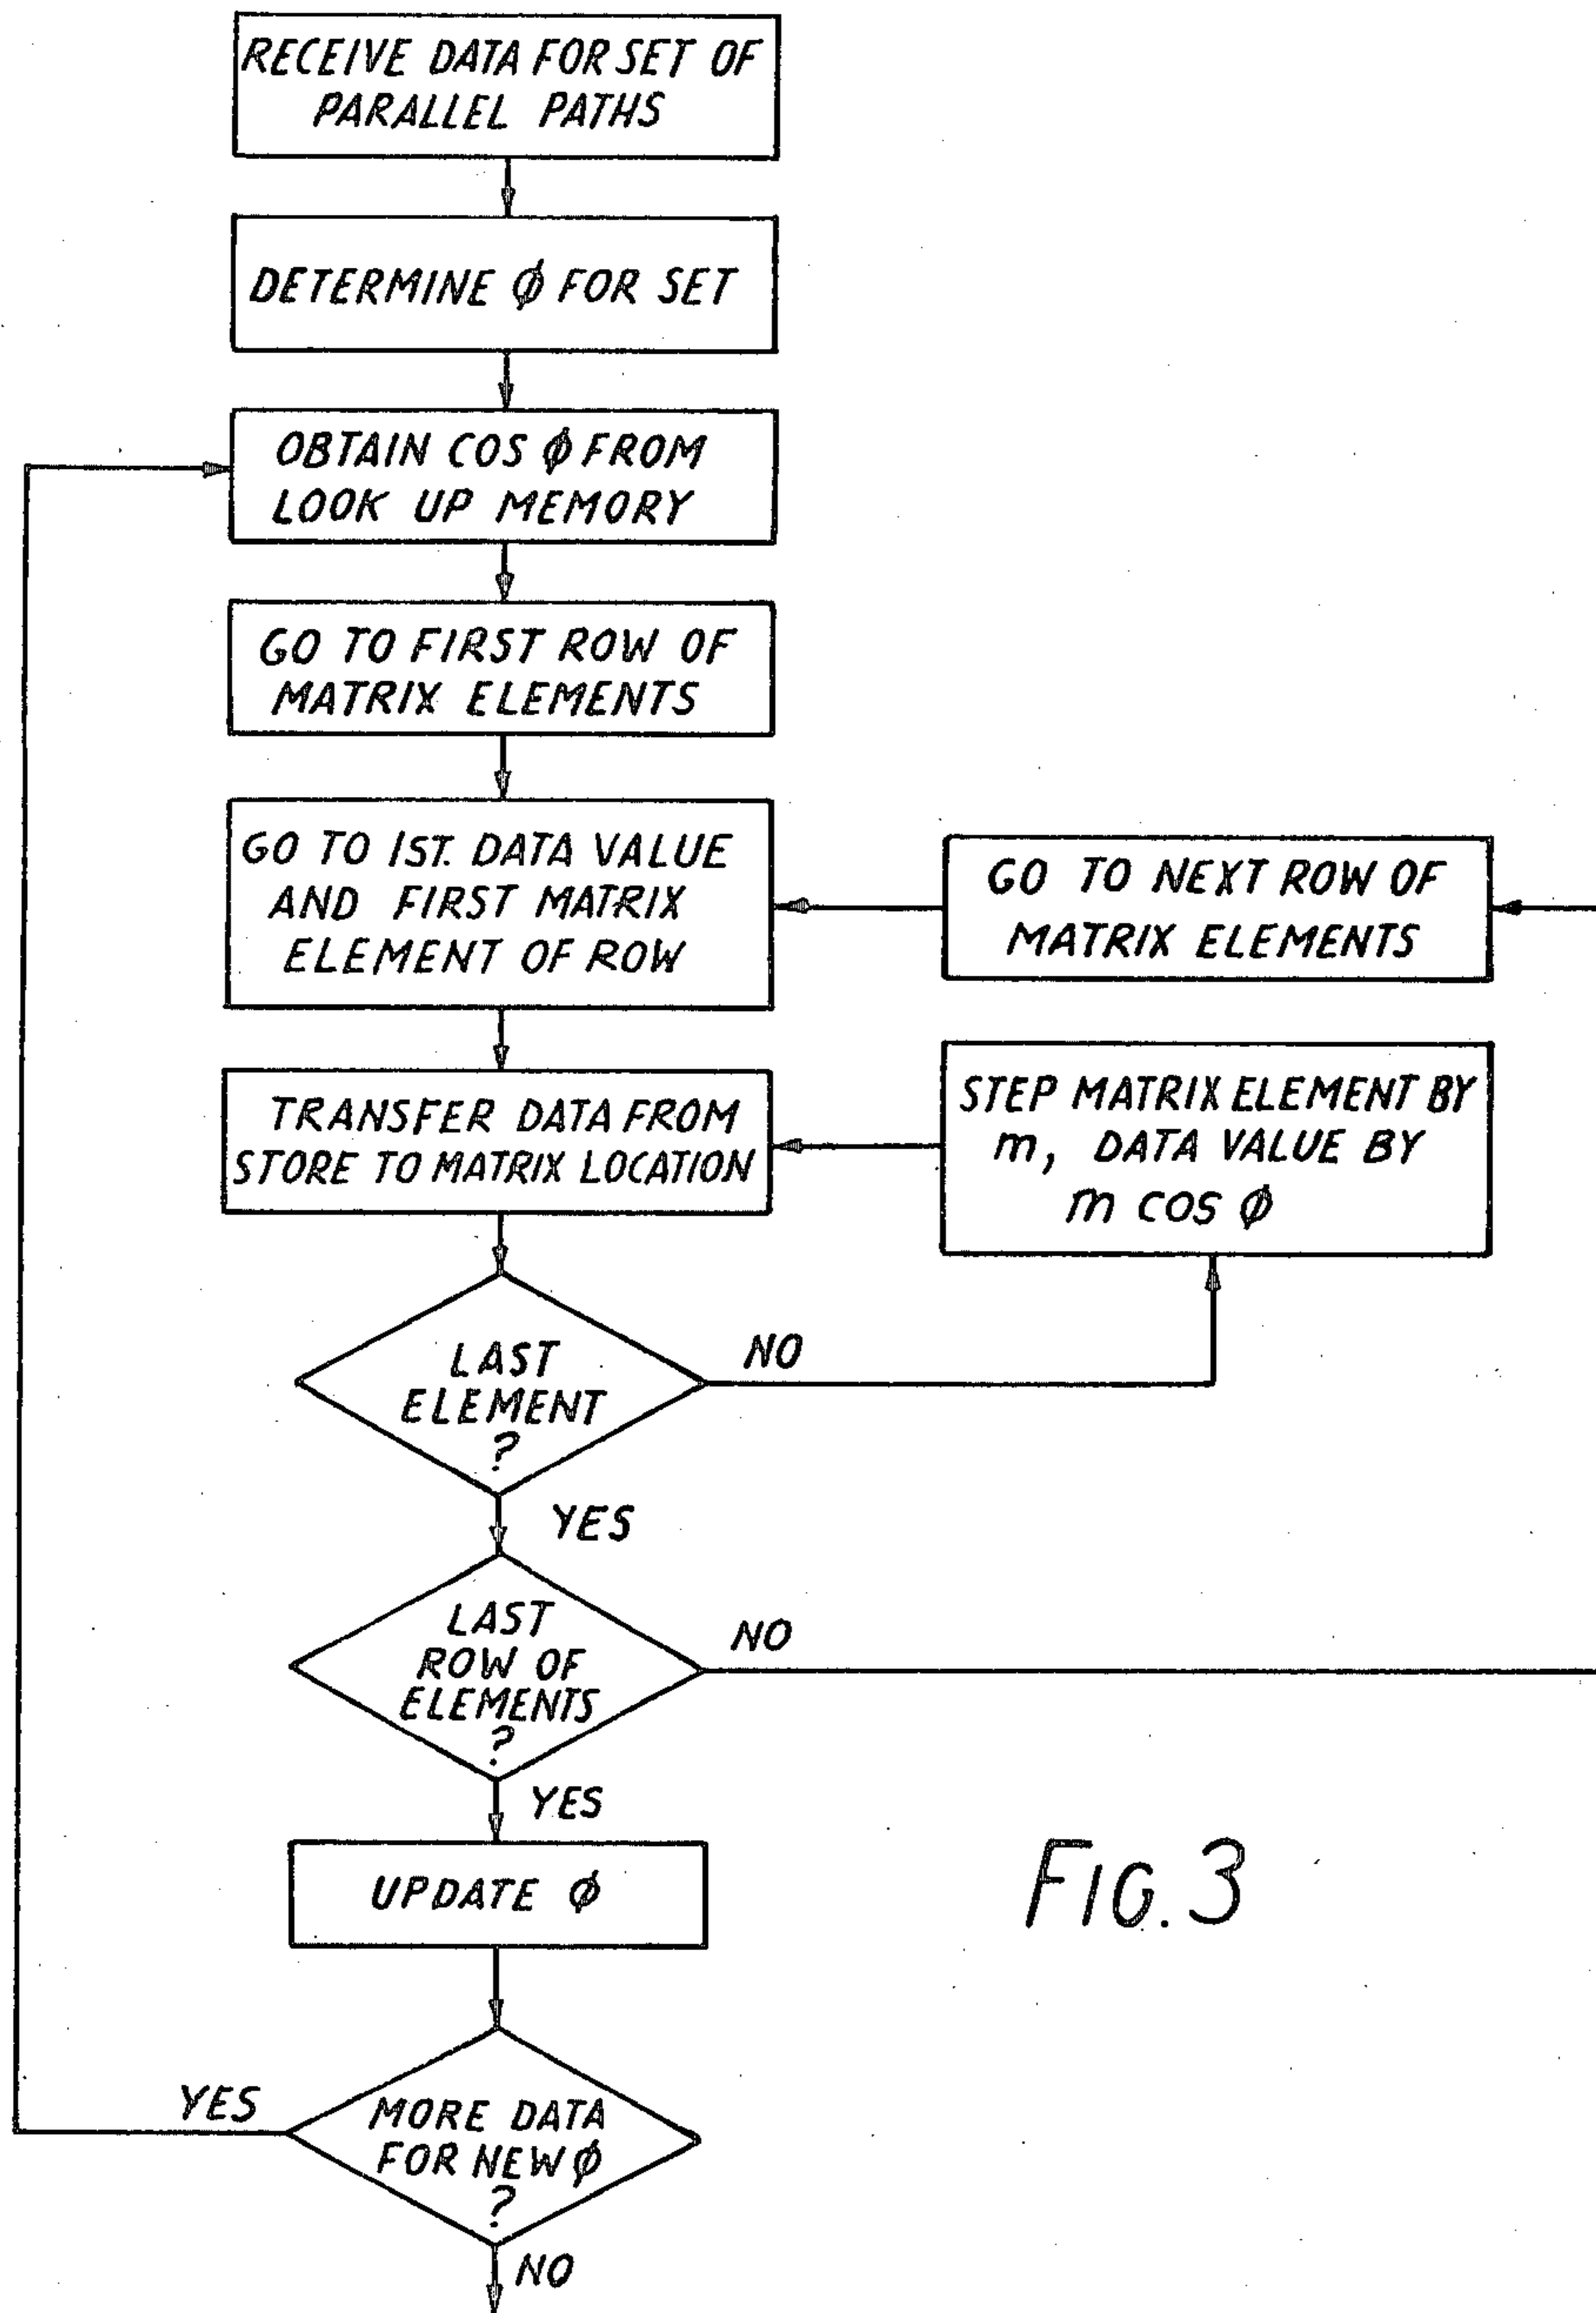 RECEIVE DATA FOR SET OF
PARALLEL PATHS
DETERMINE ϕ FOR SET
OBTAIN COS ϕ FROM
LOOK UP MEMORY
GO TO FIRST ROW OF
MATRIX ELEMENTS
GO TO 1ST. DATA VALUE
AND FIRST MATRIX
ELEMENT OF ROW
GO TO NEXT ROW OF
MATRIX ELEMENTS
TRANSFER DATA FROM
STORE TO MATRIX LOCATION
STEP MATRIX ELEMENT BY
m, DATA VALUE BY
m COS ϕ
LAST
ELEMENT
?
NO
YES
LAST
ROW OF
ELEMENTS
?
NO
YES
UPDATE ϕ
FIG. 3
MORE DATA
FOR NEW ϕ
?
YES
NO